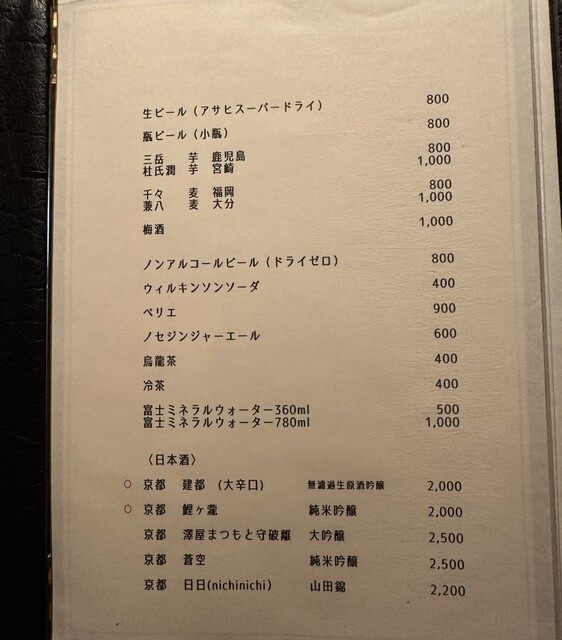 生ビール（アサヒスーパードライ） 800
瓶ビール（小瓶） 800
三岳 芋 鹿児島 800
杜氏潤 芋 宮崎 1,000
千々 麦 福岡 800
兼八 麦 大分 1,000
梅酒 1,000
ノンアルコールビール（ドライゼロ） 800
ウィルキンソンソーダ 400
ペリエ 900
ノセジンジャーエール 600
烏龍茶 400
冷茶 400
富士ミネラルウォーター360ml 500
富士ミネラルウォーター780ml 1,000
〈日本酒〉
○ 京都 建都 (大辛口) 無濾過生原酒吟醸 2,000
○ 京都 鯉ヶ瀧 純米吟醸 2,000
京都 澤屋まつもと守破離 大吟醸 2,500
京都 蒼空 純米吟醸 2,500
京都 日日(nichinichi) 山田錦 2,200